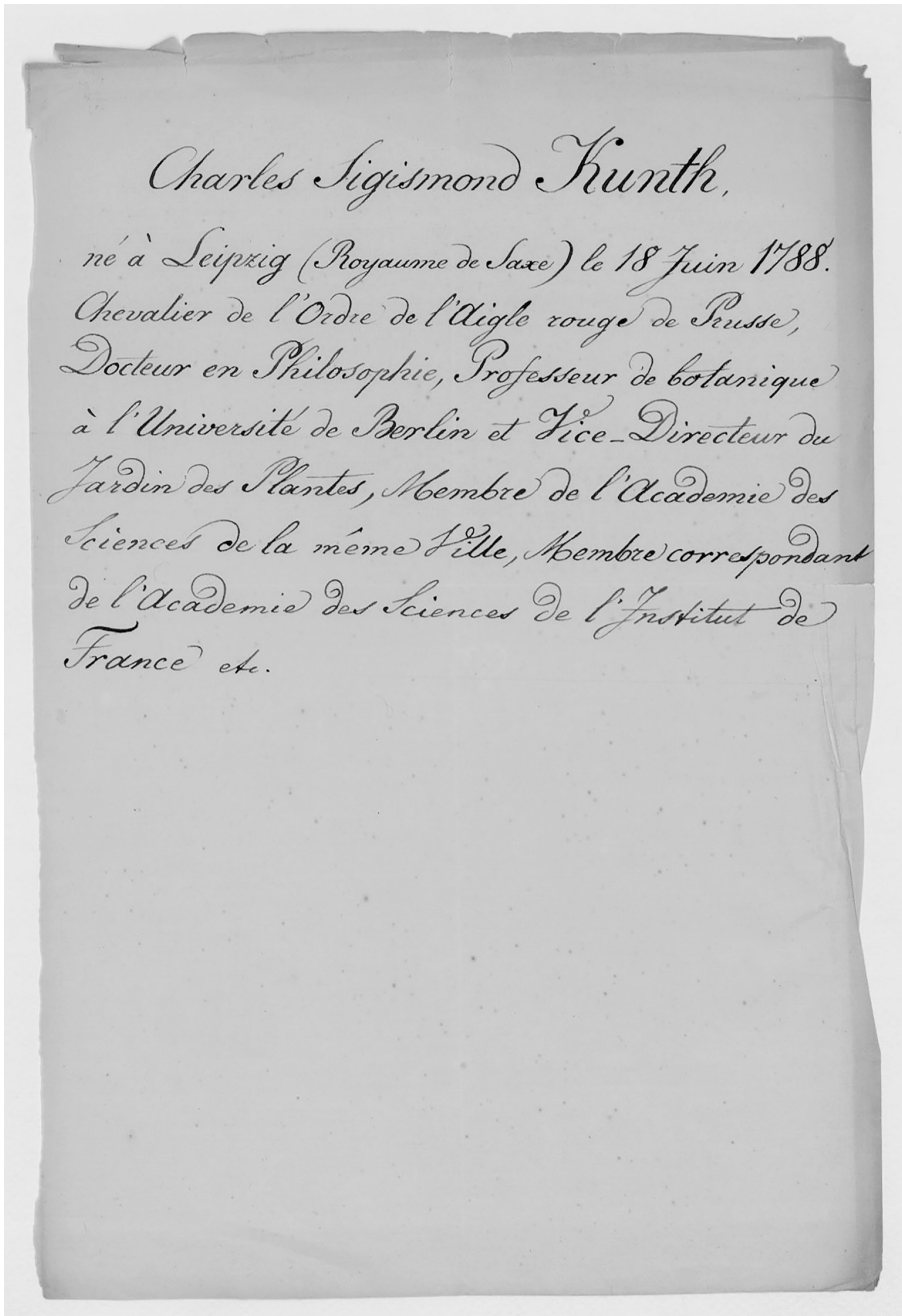 Charles Sigismond Kunth,
né à Leipzig (Royaume de Saxe) le 18 Juin 1788.
Chevalier de l'Ordre de l'Aigle rouge de Prusse,
Docteur en Philosophie, Professeur de botanique
à l'Université de Berlin et Vice-Directeur du
Jardin des Plantes, Membre de l'Academie des
Sciences de la même Ville, Membre correspondant
de l'Academie des Sciences de l'Institut de
France etc.